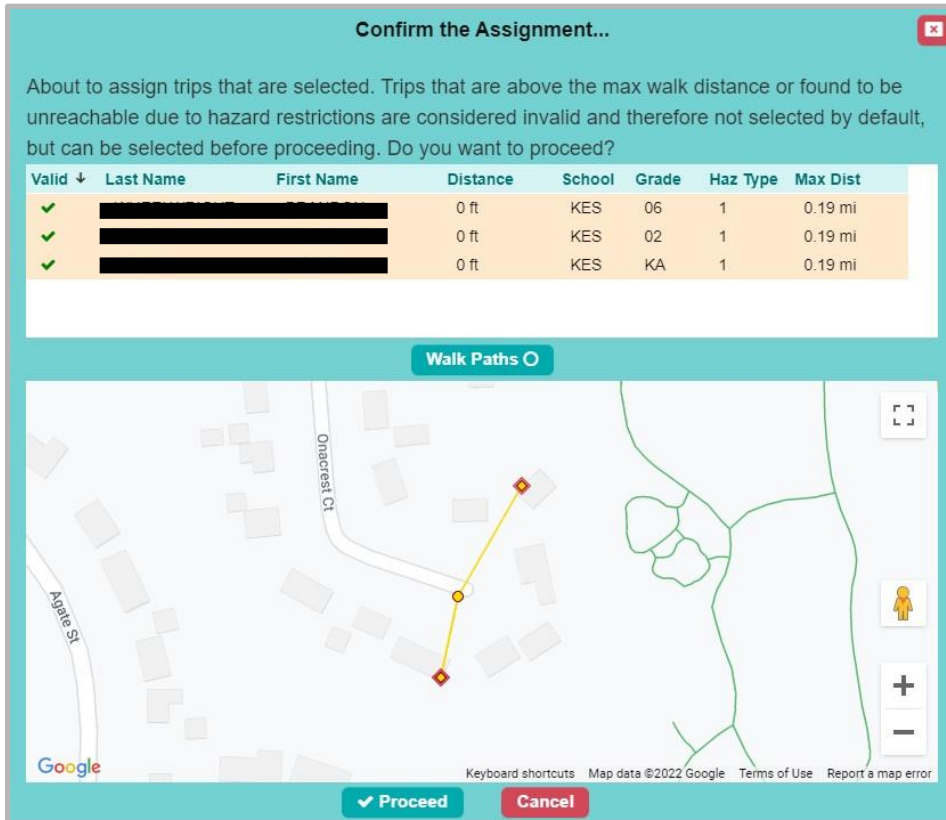 Confirm the Assignment...
About to assign trips that are selected. Trips that are above the max walk distance or found to be
unreachable due to hazard restrictions are considered invalid and therefore not selected by default,
but can be selected before proceeding. Do you want to proceed?
Valid Last Name First Name Distance School Grade Haz Type Max Dist
0 ft KES 06 1 0.19 mi
0 ft KES 02 1 0.19 mi
0 ft KES KA 1 0.19 mi
Walk Paths
Onacrest Ct
Agate St
Google
Keyboard shortcuts Map data ©2022 Google Terms of Use Report a map error
Proceed Cancel